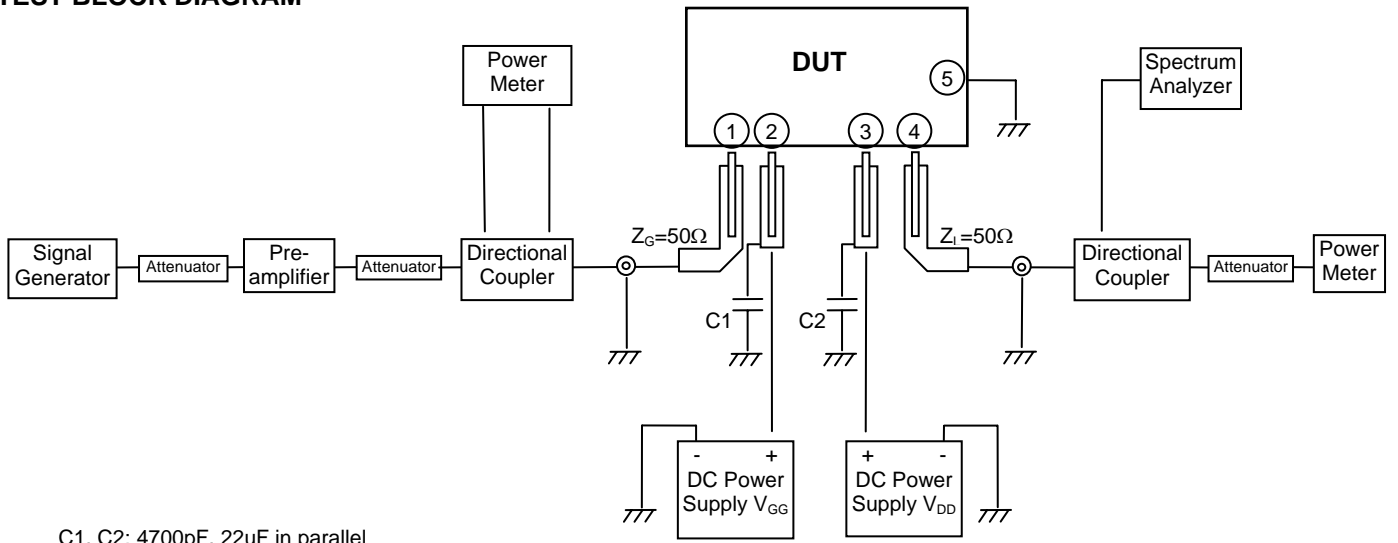 TEST BLOCK DIAGRAM
Power
Meter
DUT
5
Spectrum
Analyzer
1 2 3 4
Signal
Generator
Attenuator
Pre-
amplifier
Attenuator
Directional
Coupler
ZG=50Ω
ZL=50Ω
Directional
Coupler
Attenuator
Power
Meter
C1
C2
- +
DC Power
Supply VGG
+ -
DC Power
Supply VDD
C1, C2: 4700pF, 22uF in parallel